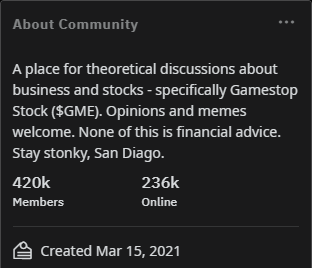 About Community
A place for theoretical discussions about
business and stocks - specifically Gamestop
Stock ($GME). Opinions and memes
welcome. None of this is financial advice.
Stay stonky, San Diago.
420k 236k
Members Online
Created Mar 15, 2021